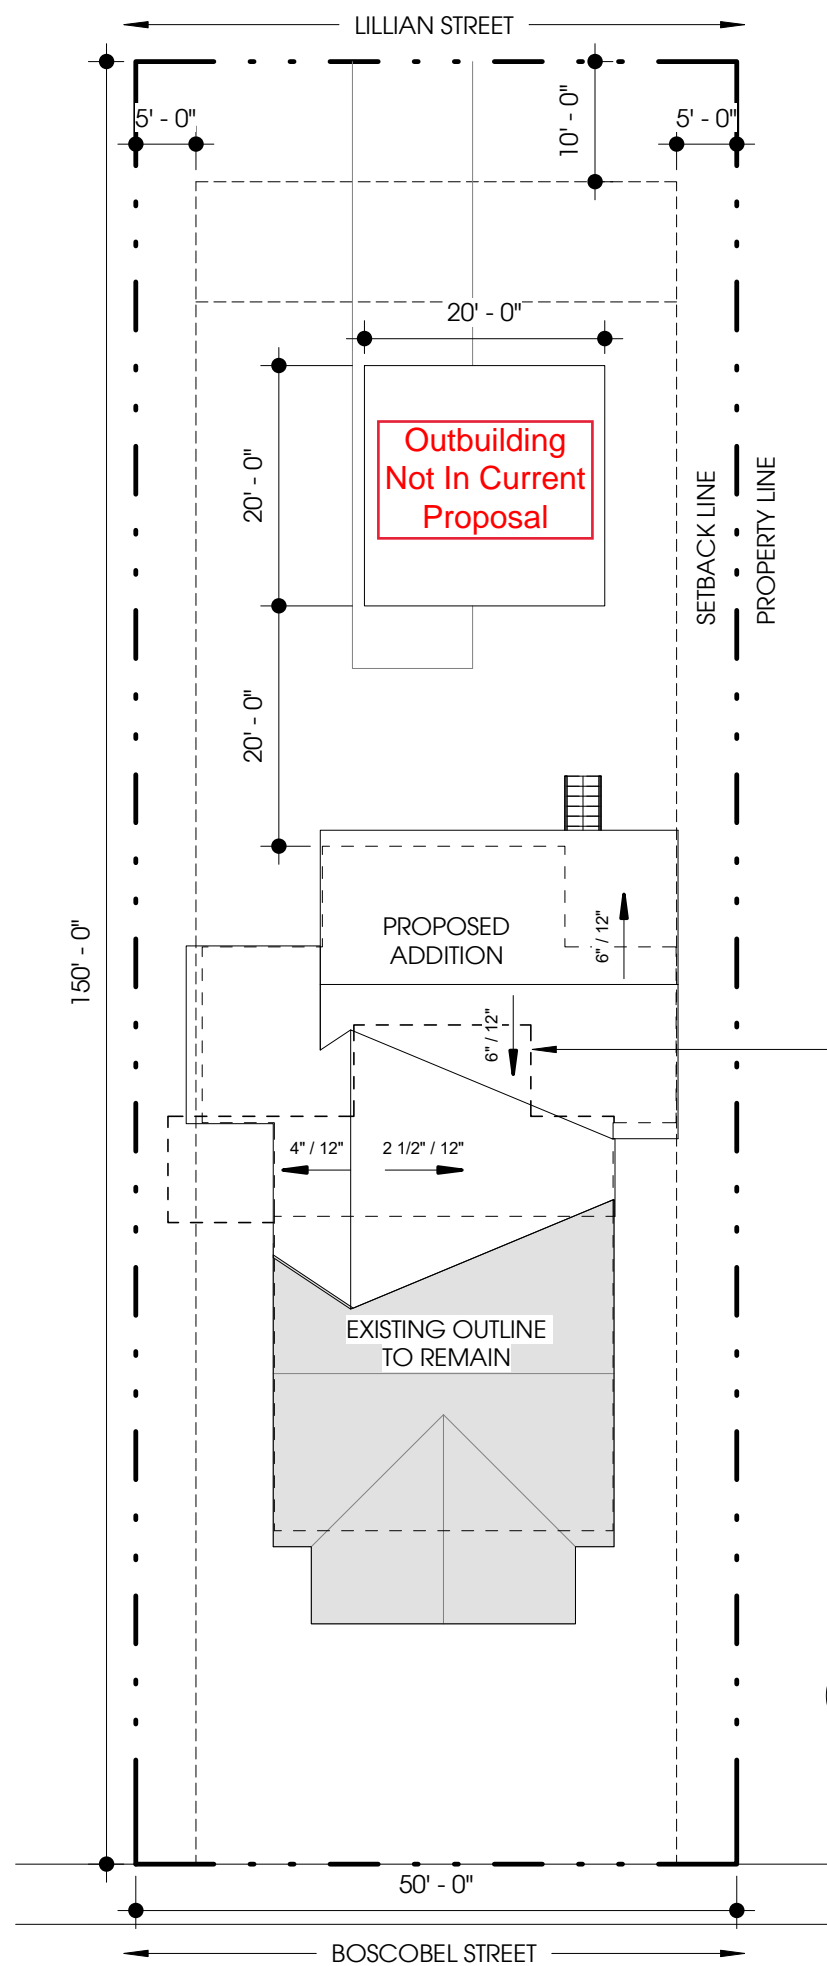 LILLIAN STREET
5' - 0"
10' - 0"
5' - 0"
20' - 0"
Outbuilding
Not In Current
Proposal
20' - 0"
SETBACK LINE
PROPERTY LINE
20' - 0"
150' - 0"
PROPOSED
ADDITION
6" / 12"
6" / 12"
4" / 12"
2 1/2" / 12"
EXISTING OUTLINE
TO REMAIN
50' - 0"
BOSCOBEL STREET